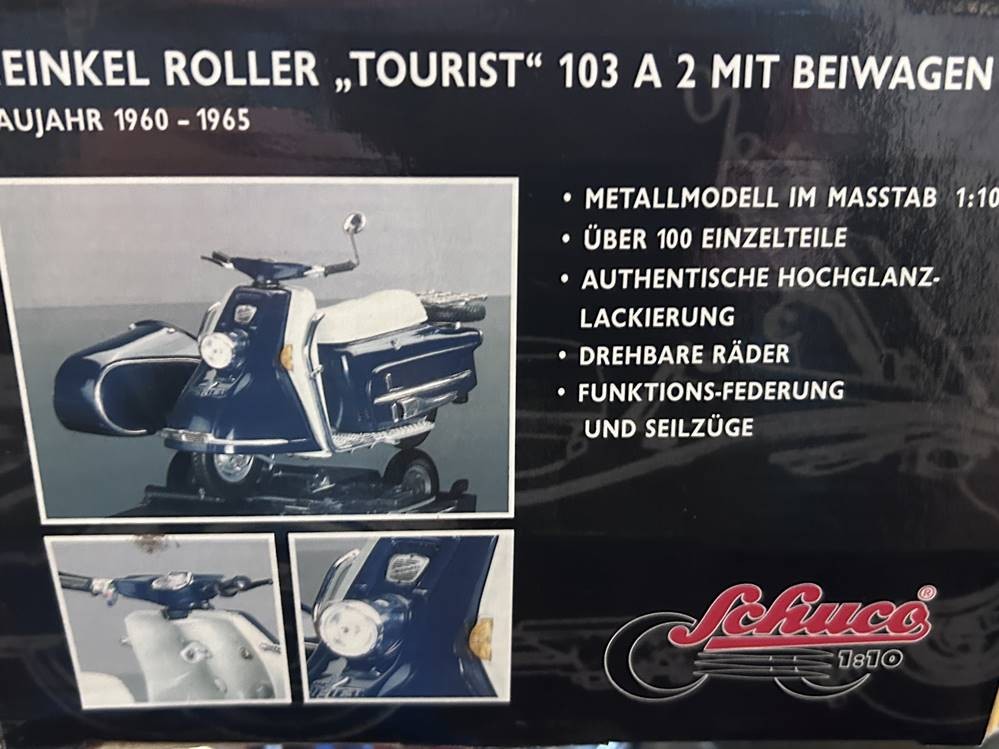 EINKEL ROLLER „TOURIST“ 103 A 2 MIT BEIWAGEN
AUJAHR 1960 – 1965
• METALLMODELL IM MASSTAB 1:10
• ÜBER 100 EINZELTEILE
• AUTHENTISCHE HOCHGLANZ-
LACKIERUNG
• DREHBARE RÄDER
• FUNKTIONS-FEDERUNG
UND SEILZÜGE
Schuco®
1:10